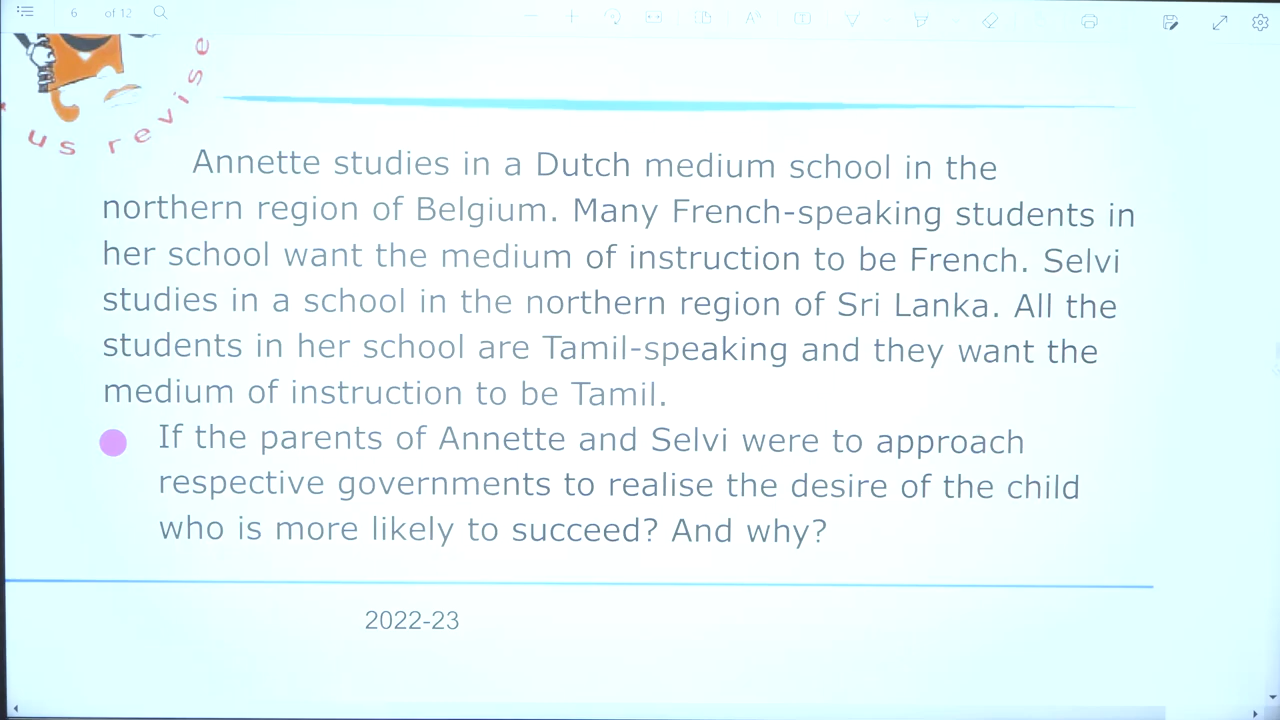 6 of 12
us revise
Annette studies in a Dutch medium school in the
northern region of Belgium. Many French-speaking students in
her school want the medium of instruction to be French. Selvi
studies in a school in the northern region of Sri Lanka. All the
students in her school are Tamil-speaking and they want the
medium of instruction to be Tamil.
If the parents of Annette and Selvi were to approach
respective governments to realise the desire of the child
who is more likely to succeed? And why?
2022-23